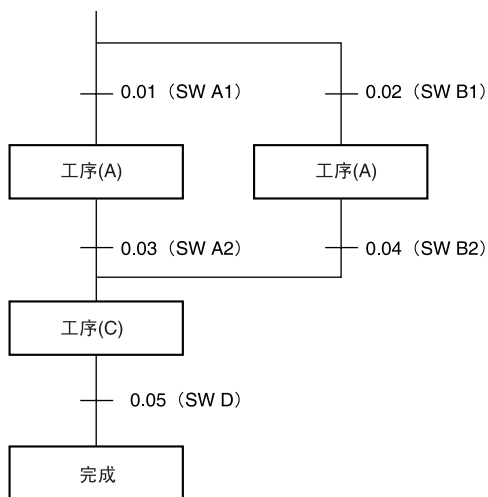 0.01（SW A1）
0.02（SW B1）
工序(A)
工序(A)
0.03（SW A2）
0.04（SW B2）
工序(C)
0.05（SW D）
完成